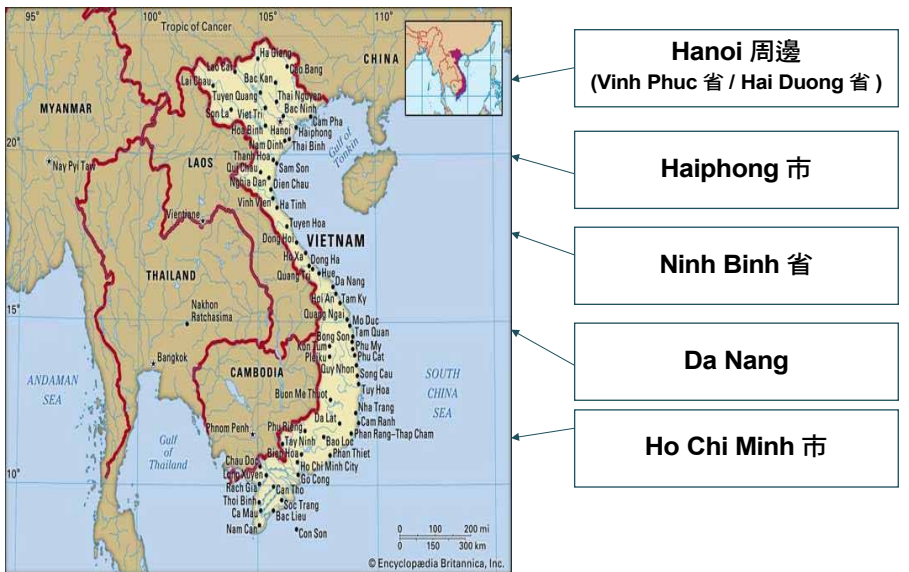 95°
100°
105°
110°
Tropic of Cancer
CHINA
MYANMAR
Ha Giang
Lao Cai
Cao Bang
Lai Chau
Bac Kan
Tuyen Quang
Thai Nguyen
Son La
Viet Tri
Bac Ninh
Cam Pha
Hoa Binh
Hanoi
Haiphong
Nam Dinh
Thai Binh
Gulf of
Tonkin
20°
Nay Pyi Taw
LAOS
Thanh Hoa
Sam Son
Qui Chau
Nghia Dan
Dien Chau
Vinh Vien
Ha Tinh
Vientiane
Tuyen Hoa
Dong Hoi
VIETNAM
Ho Xa
Dong Ha
THAILAND
Quang Tri
Hue
Da Nang
Hoi An
Tam Ky
Nakhon
Ratchasima
15°
Quang Ngai
Mo Duc
Bong Son
Tam Quan
Kon Tum
Phu My
Pleiku
Phu Cat
Bangkok
Quy Nhon
CAMBODIA
Song Cau
ANDAMAN
SEA
SOUTH
CHINA
SEA
Tuy Hoa
Buon Me Thuot
Nha Trang
Da Lat
Cam Ranh
Phnom Penh
Phu Rieng
Phan Rang–Thap Cham
Gulf
of
Thailand
Tay Ninh
Bao Loc
Bien Hoa
Phan Thiet
Chau Doc
Ho Chi Minh City
10°
Long Xuyen
Go Cong
Rach Gia
Can Tho
Thoi Binh
Soc Trang
Ca Mau
Bac Lieu
Nam Can
Con Son
0 100 200 mi
0 150 300 km
© Encyclopædia Britannica, Inc.
Hanoi 周邊
(Vinh Phuc 省 / Hai Duong 省 )
Haiphong 市
Ninh Binh 省
Da Nang
Ho Chi Minh 市